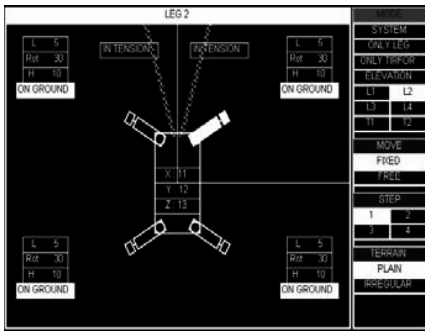 LEG 2
L 5
Rot 30
H 10
ON GROUND
IN TENSION
IN TENSION
L 5
Rot 30
H 10
ON GROUND
X : 11
Y : 12
Z : 13
L 5
Rot 30
H 10
ON GROUND
L 5
Rot 30
H 10
ON GROUND
MODE
SYSTEM
ONLY LEG
ONLY TIRFOR
ELEVATION
L1 L2
L3 L4
T1 T2
MOVE
FIXED
FREE
STEP
1 2
3 4
TERRAIN
PLAIN
IRREGULAR